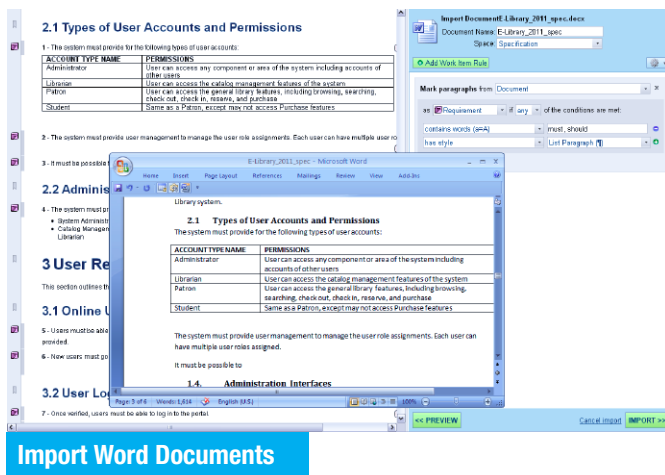 2.1 Types of User Accounts and Permissions
1 - The system must provide for the following types of user accounts:
ACCOUNT TYPE NAME PERMISSIONS
Administrator User can access any component or area of the system including accounts of
other users
Librarian User can access the catalog management features of the system
Patron User can access the general library features, including browsing, searching,
check out, check in, reserve, and purchase
Student Same as a Patron, except may not access Purchase features
2 - The system must provide user management to manage the user role assignments. Each user can have multiple user ro
3 - It must be possible t
2.2 Adminis
4 - The system must pr
• System Administr
• Catalog Managem
Librarian
3 User Re
This section outlines th
3.1 Online U
5 - Users must be able
provided.
6 - New users must go
3.2 User Log
7 - Once verified, users must be able to log in to the portal.
E-Library_2011_spec - Microsoft Word
Home Insert Page Layout References Mailings Review View Add-Ins
Library system.
2.1 Types of User Accounts and Permissions
The system must provide for the following types of user accounts:
ACCOUNT TYPE NAME PERMISSIONS
Administrator User can access any component or area of the system including
accounts of other users
Librarian User can access the catalog management features of the system
Patron User can access the general library features, including browsing,
searching, check out, check in, reserve, and purchase
Student Same as a Patron, except may not access Purchase features
The system must provide user management to manage the user role assignments. Each user can
have multiple user roles assigned.
It must be possible to
1.4. Administration Interfaces
Page: 3 of 6 Words: 1,614 English (U.S.) 100%
Import DocumentE-Library_2011_spec.docx
Document Name: E-Library_2011_spec
Space: Specification
Add Work Item Rule
Mark paragraphs from Document
as Requirement if any of the conditions are met:
contains words (a=A) must, should
has style List Paragraph (¶)
<< PREVIEW Cancel import IMPORT >>
Import Word Documents